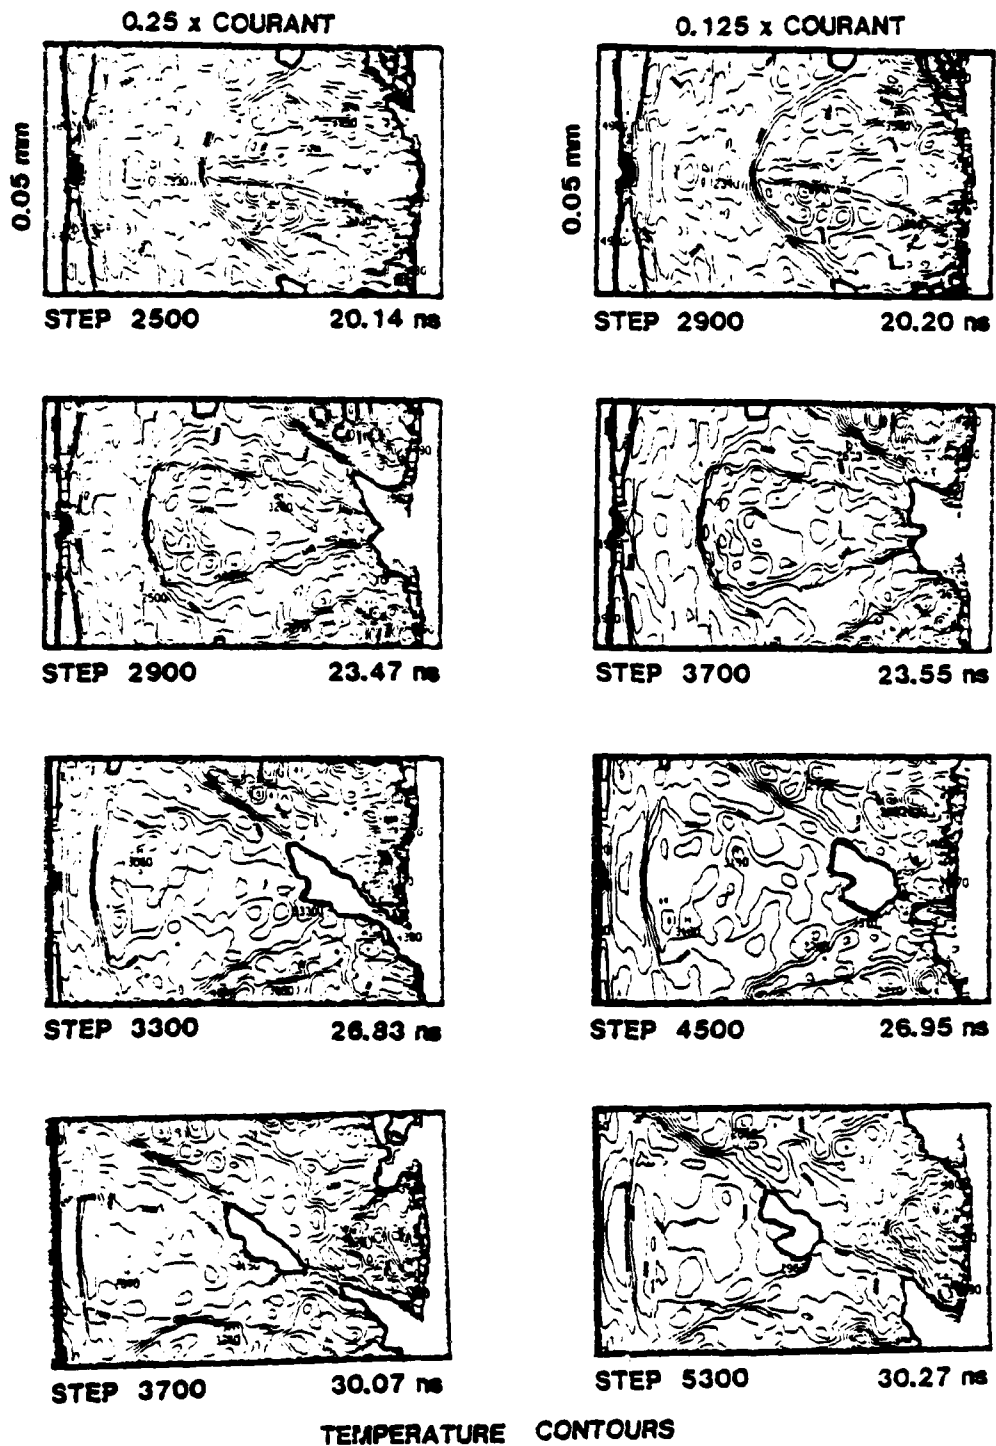 0.25 x COURANT
0.125 x COURANT
0.05 mm
0.05 mm
STEP 2500 20.14 ns
STEP 2900 20.20 ns
STEP 2900 23.47 ns
STEP 3700 23.55 ns
STEP 3300 26.83 ns
STEP 4500 26.95 ns
STEP 3700 30.07 ns
STEP 5300 30.27 ns
TEMPERATURE CONTOURS